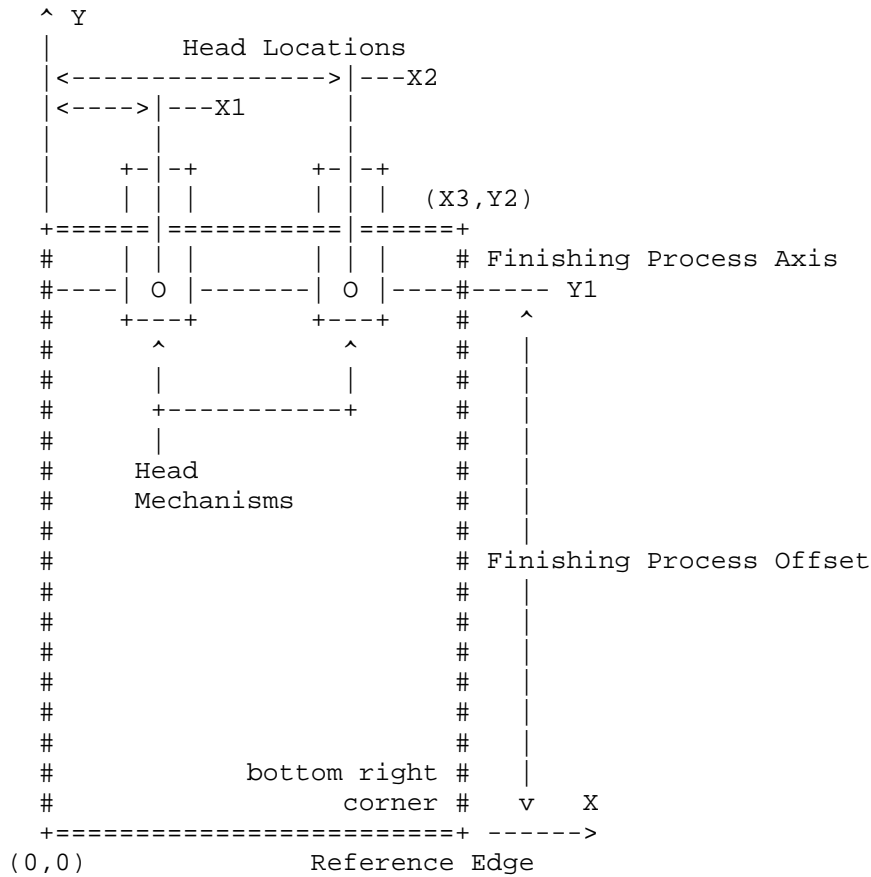 Y
Head Locations
X2
X1
(X3,Y2)
Finishing Process Axis
O O Y1
Head
Mechanisms
Finishing Process Offset
bottom right
corner X
(0,0) Reference Edge